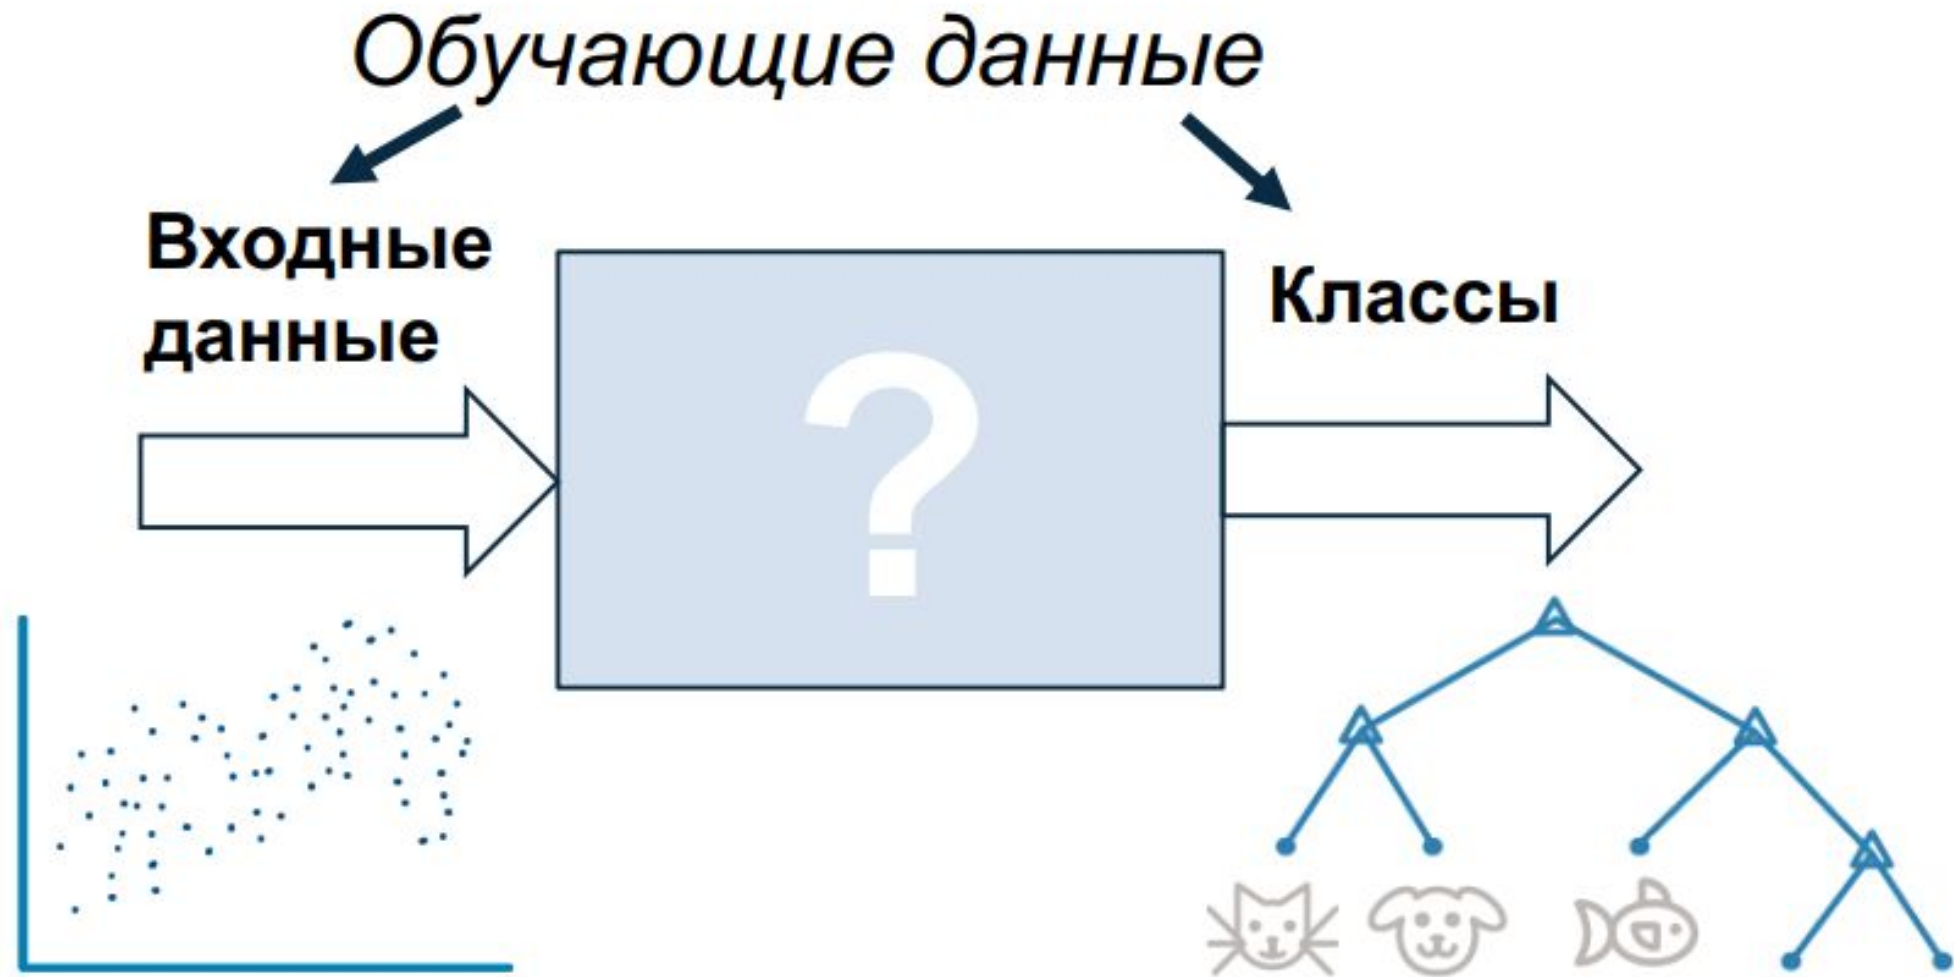 Обучающие данные
Входные
данные
Классы
?